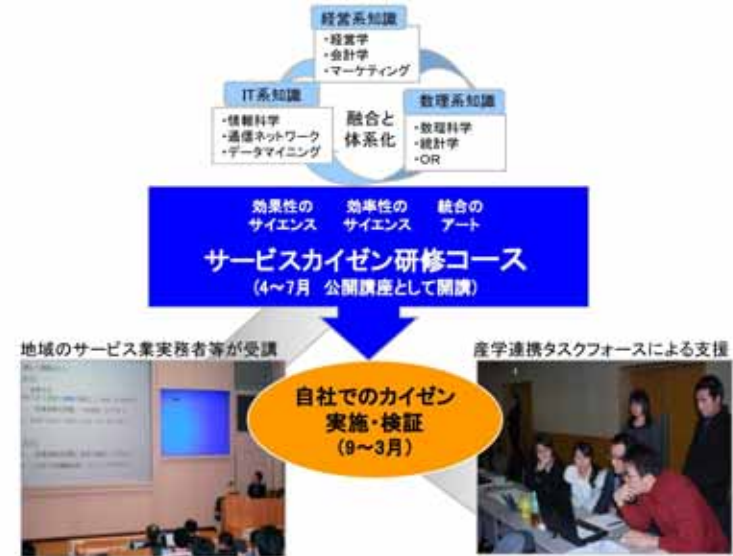 経営系知識
・経営学
・会計学
・マーケティング
IT系知識
・情報科学
・通信ネットワーク
・データマイニング
融合と
体系化
数理系知識
・数理科学
・統計学
・OR
効果性の
サイエンス
効率性の
サイエンス
統合の
アート
サービスカイゼン研修コース
(4～7月　公開講座として開講)
地域のサービス業実務者等が受講
産学連携タスクフォースによる支援
自社でのカイゼン
実施・検証
(9～3月)